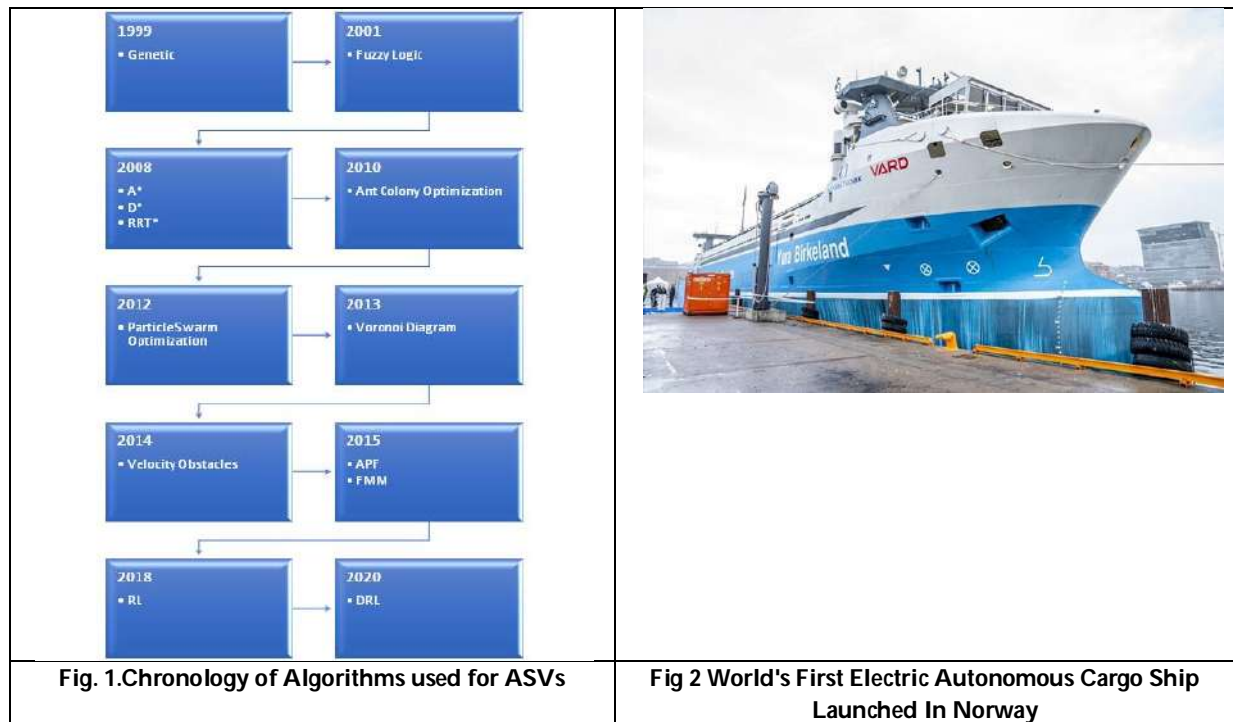 1999
• Genetic
2001
• Fuzzy Logic
2008
• A*
• D*
• RRT*
2010
• Ant Colony Optimization
2012
• ParticleSwarm
Optimization
2013
• Voronoi Diagram
2014
• Velocity Obstacles
2015
• APF
• FMM
2018
• RL
2020
• DRL
Fig. 1.Chronology of Algorithms used for ASVs
VARD
Yara Birkeland
Fig 2 World's First Electric Autonomous Cargo Ship
Launched In Norway